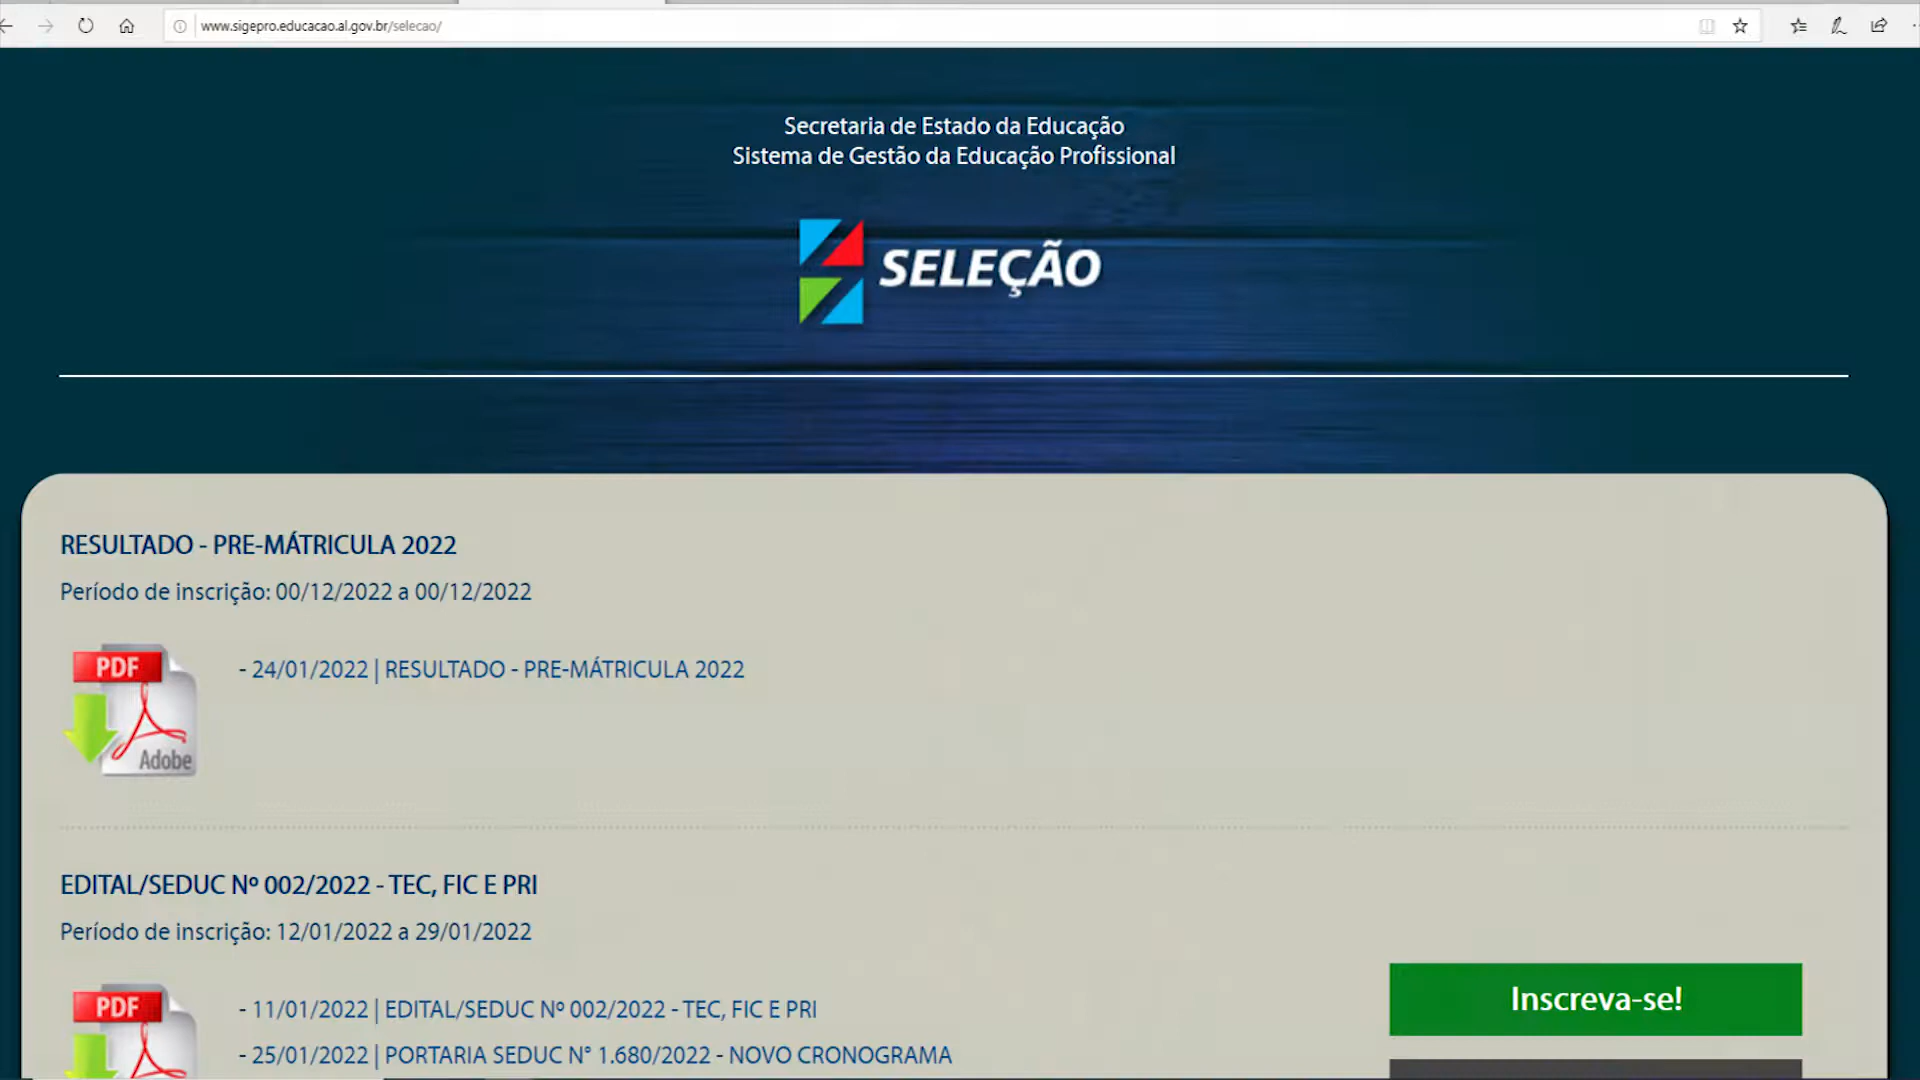 www.sigepro.educacao.al.gov.br/selecao/
Secretaria de Estado da Educação
Sistema de Gestão da Educação Profissional
SELEÇÃO
RESULTADO - PRE-MÁTRICULA 2022
Período de inscrição: 00/12/2022 a 00/12/2022
PDF
Adobe
- 24/01/2022 | RESULTADO - PRE-MÁTRICULA 2022
EDITAL/SEDUC Nº 002/2022 - TEC, FIC E PRI
Período de inscrição: 12/01/2022 a 29/01/2022
PDF
- 11/01/2022 | EDITAL/SEDUC Nº 002/2022 - TEC, FIC E PRI
- 25/01/2022 | PORTARIA SEDUC N° 1.680/2022 - NOVO CRONOGRAMA
Inscreva-se!